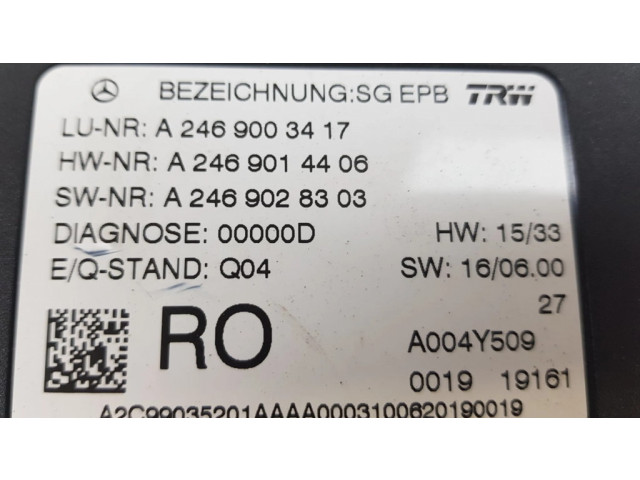 BEZEICHNUNG:SG EPB TRW
LU-NR: A 246 900 34 17
HW-NR: A 246 901 44 06
SW-NR: A 246 902 83 03
DIAGNOSE: 00000D HW: 15/33
E/Q-STAND: Q04 SW: 16/06.00
27
RO A004Y509
0019 19161
A2C99035201AAAA0003100620190019